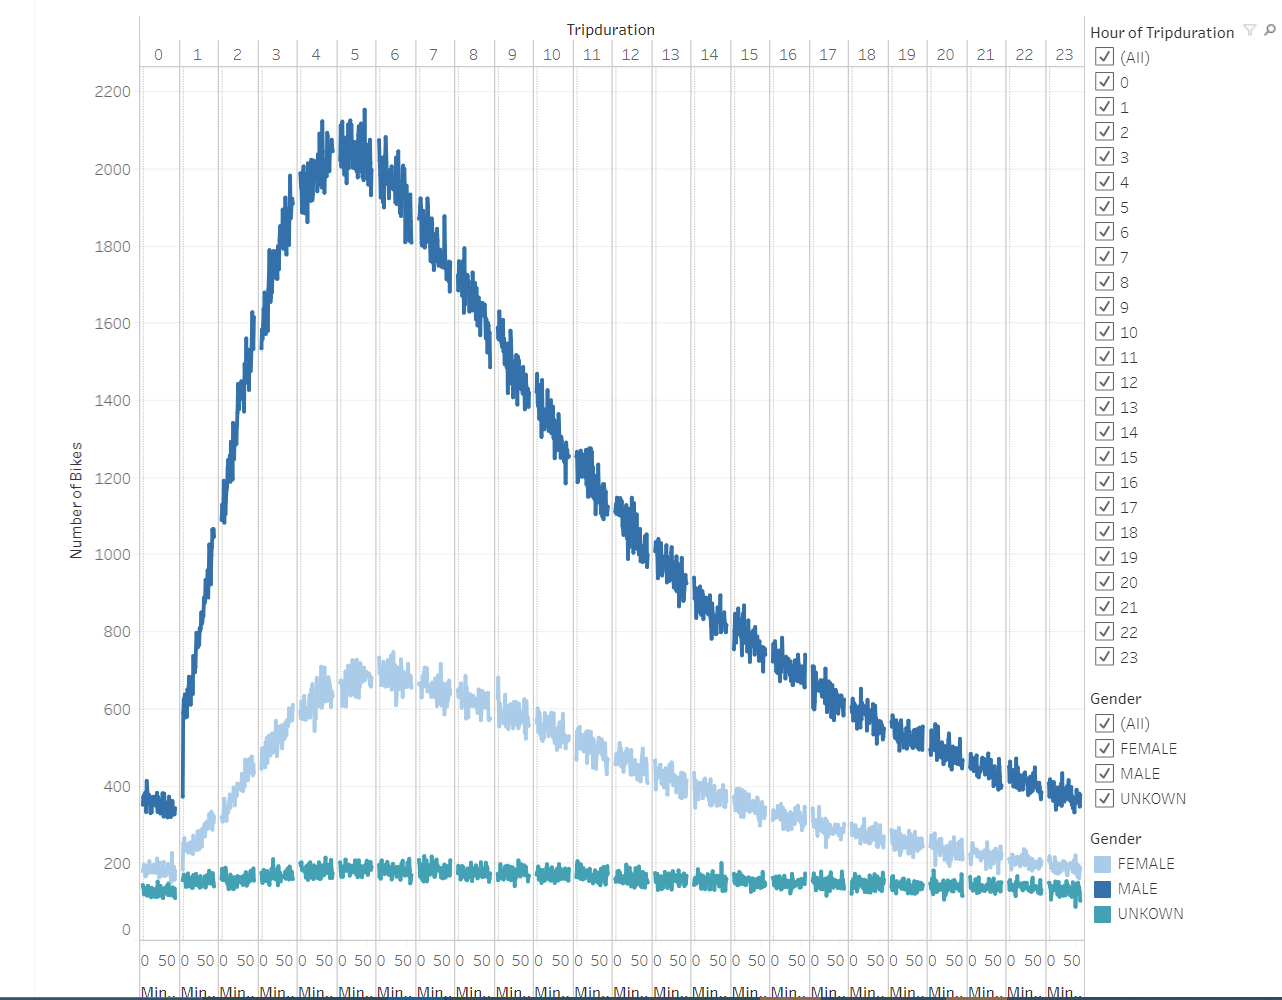 Tripduration
0 1 2 3 4 5 6 7 8 9 10 11 12 13 14 15 16 17 18 19 20 21 22 23
2200
2000
1800
1600
1400
1200
1000
800
600
400
200
0
Number of Bikes
0 50 0 50 0 50 0 50 0 50 0 50 0 50 0 50 0 50 0 50 0 50 0 50 0 50 0 50 0 50 0 50 0 50 0 50 0 50 0 50 0 50 0 50 0 50 0 50
Min.. Min.. Min.. Min.. Min.. Min.. Min.. Min.. Min.. Min.. Min.. Min.. Min.. Min.. Min.. Min.. Min.. Min.. Min.. Min.. Min.. Min.. Min.. Min..
Hour of Tripduration
(All)
0
1
2
3
4
5
6
7
8
9
10
11
12
13
14
15
16
17
18
19
20
21
22
23
Gender
(All)
FEMALE
MALE
UNKOWN
Gender
FEMALE
MALE
UNKOWN